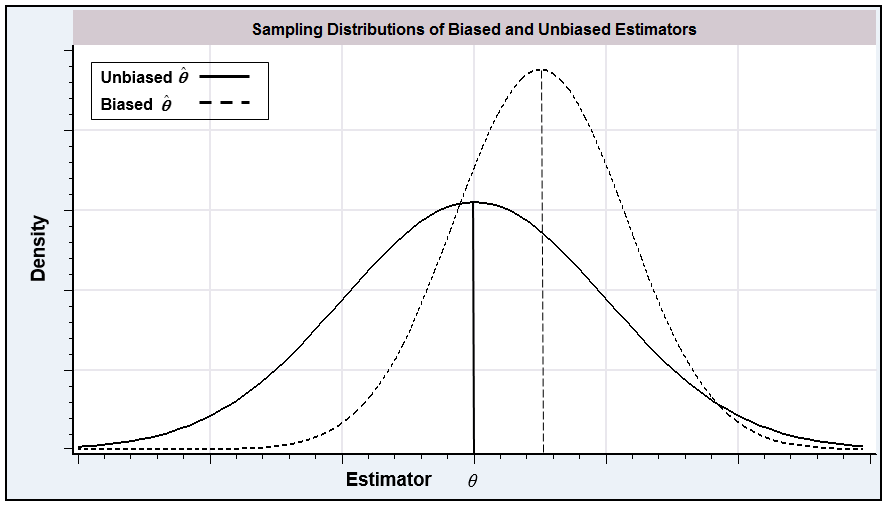 Sampling Distributions of Biased and Unbiased Estimators
Unbiased θ̂
Biased θ̂
Density
Estimator θ